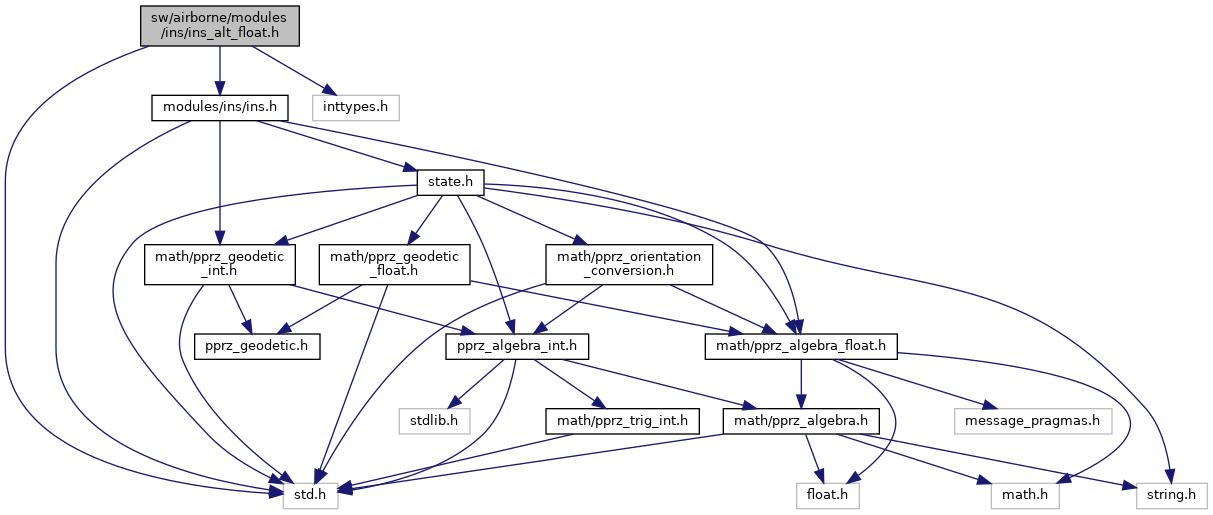 sw/airborne/modules
/ins/ins_alt_float.h
modules/ins/ins.h
inttypes.h
state.h
math/pprz_geodetic
_int.h
math/pprz_geodetic
_float.h
math/pprz_orientation
_conversion.h
pprz_geodetic.h
pprz_algebra_int.h
math/pprz_algebra_float.h
stdlib.h
math/pprz_trig_int.h
math/pprz_algebra.h
message_pragmas.h
std.h
float.h
math.h
string.h